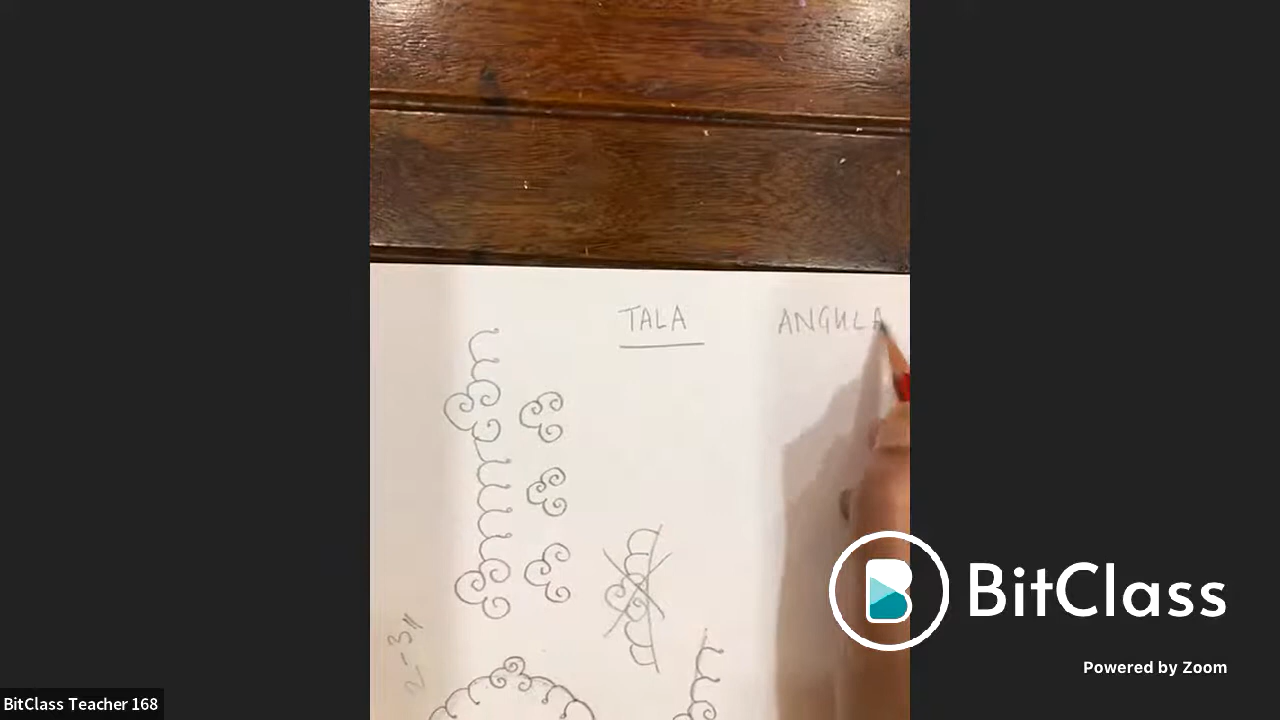 TALA ANGULA
2-3"
BitClass
Powered by Zoom
BitClass Teacher 168